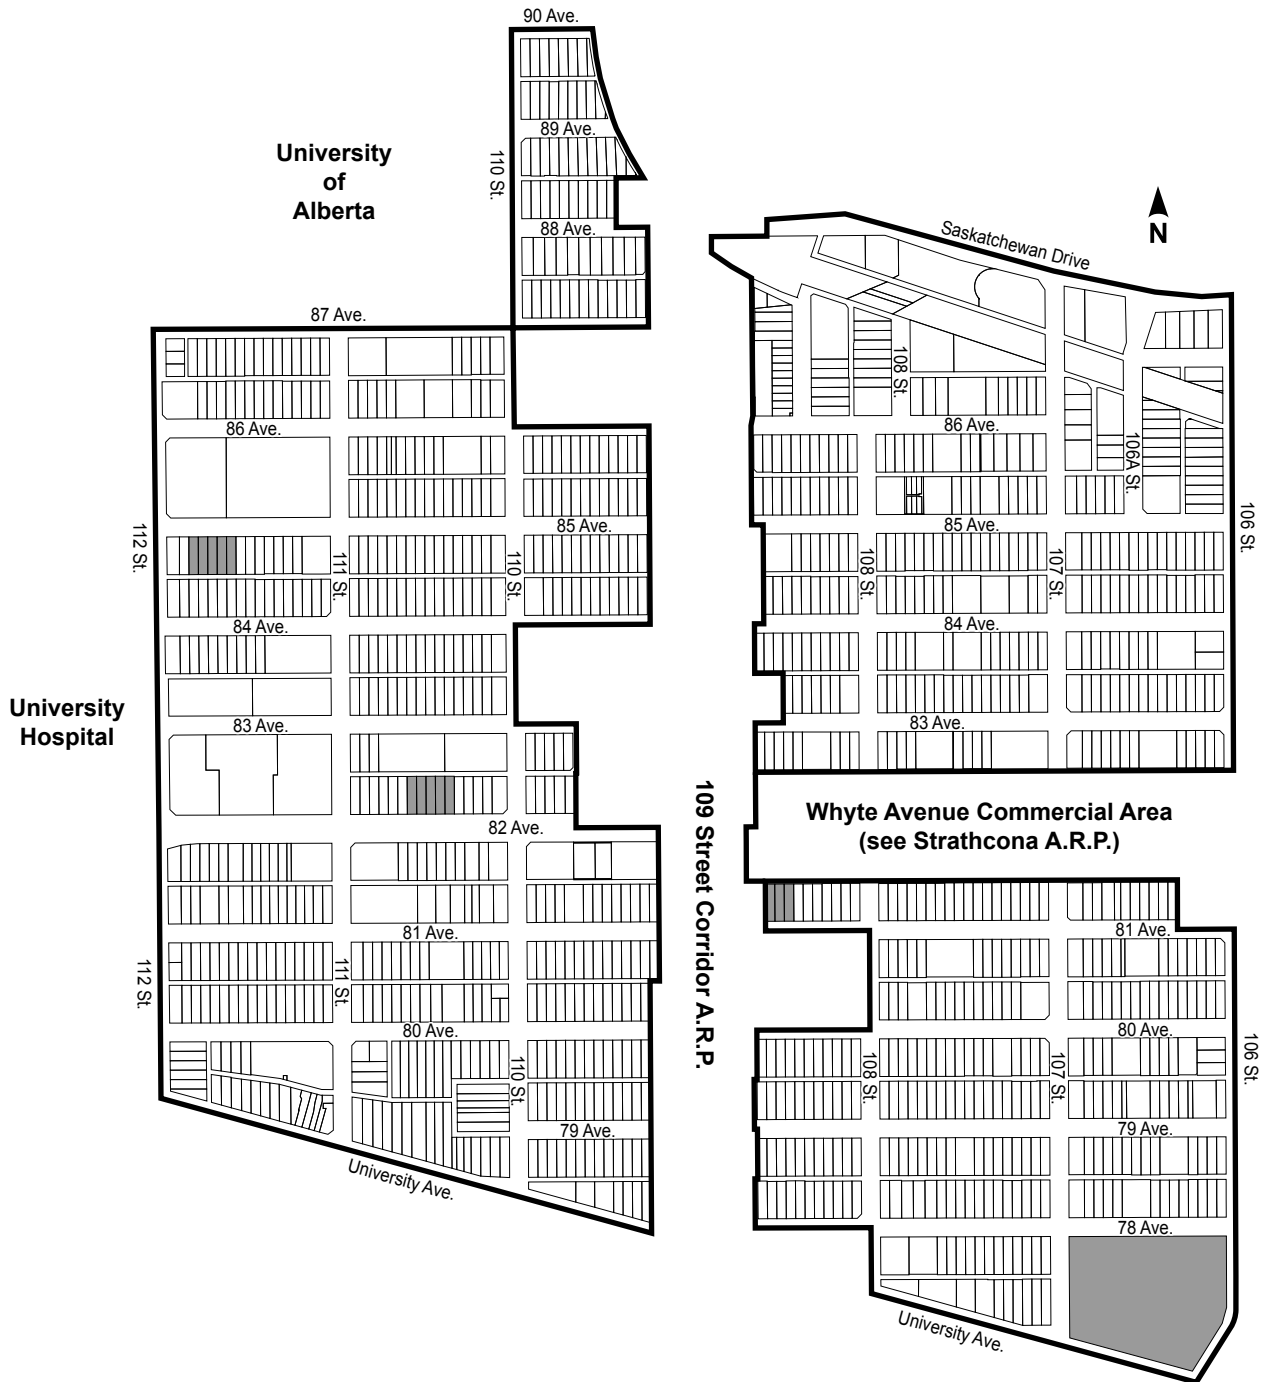 90 Ave.
89 Ave.
University
of
Alberta
110 St.
88 Ave.
N
Saskatchewan Drive
87 Ave.
108 St.
86 Ave.
86 Ave.
106A St.
85 Ave.
85 Ave.
112 St.
111 St.
110 St.
108 St.
107 St.
106 St.
84 Ave.
84 Ave.
University
Hospital
83 Ave.
83 Ave.
109 Street Corridor A.R.P.
Whyte Avenue Commercial Area
(see Strathcona A.R.P.)
82 Ave.
81 Ave.
81 Ave.
112 St.
111 St.
80 Ave.
80 Ave.
110 St.
108 St.
107 St.
106 St.
79 Ave.
79 Ave.
University Ave.
78 Ave.
University Ave.